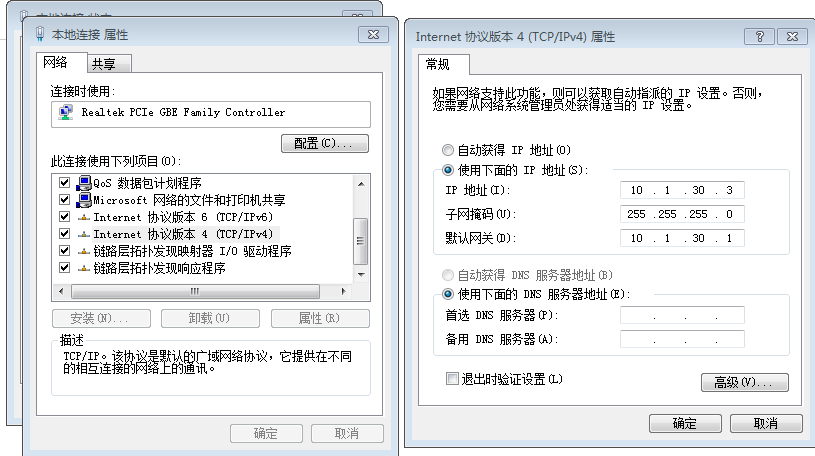 本地连接 状态
本地连接 属性
网络
共享
连接时使用:
Realtek PCIe GBE Family Controller
配置(C)...
此连接使用下列项目(O):
QoS 数据包计划程序
Microsoft 网络的文件和打印机共享
Internet 协议版本 6 (TCP/IPv6)
Internet 协议版本 4 (TCP/IPv4)
链路层拓扑发现映射器 I/O 驱动程序
链路层拓扑发现响应程序
安装(N)...
卸载(U)
属性(R)
描述
TCP/IP。该协议是默认的广域网络协议，它提供在不同
的相互连接的网络上的通讯。
确定
取消
Internet 协议版本 4 (TCP/IPv4) 属性
常规
如果网络支持此功能，则可以获取自动指派的 IP 设置。否则，
您需要从网络系统管理员处获得适当的 IP 设置。
自动获得 IP 地址(O)
使用下面的 IP 地址(S):
IP 地址(I):
10 . 1 . 30 . 3
子网掩码(U):
255 .255 .255 . 0
默认网关(D):
10 . 1 . 30 . 1
自动获得 DNS 服务器地址(B)
使用下面的 DNS 服务器地址(E):
首选 DNS 服务器(P):
. . .
备用 DNS 服务器(A):
. . .
退出时验证设置(L)
高级(V)...
确定
取消